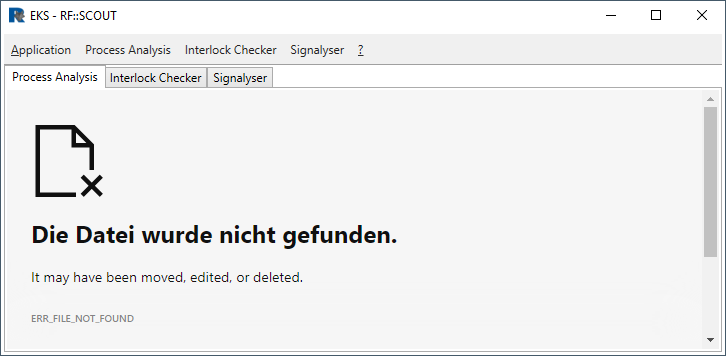 EKS - RF::SCOUT
Application Process Analysis Interlock Checker Signalyser ?
Process Analysis Interlock Checker Signalyser
Die Datei wurde nicht gefunden.
It may have been moved, edited, or deleted.
ERR_FILE_NOT_FOUND